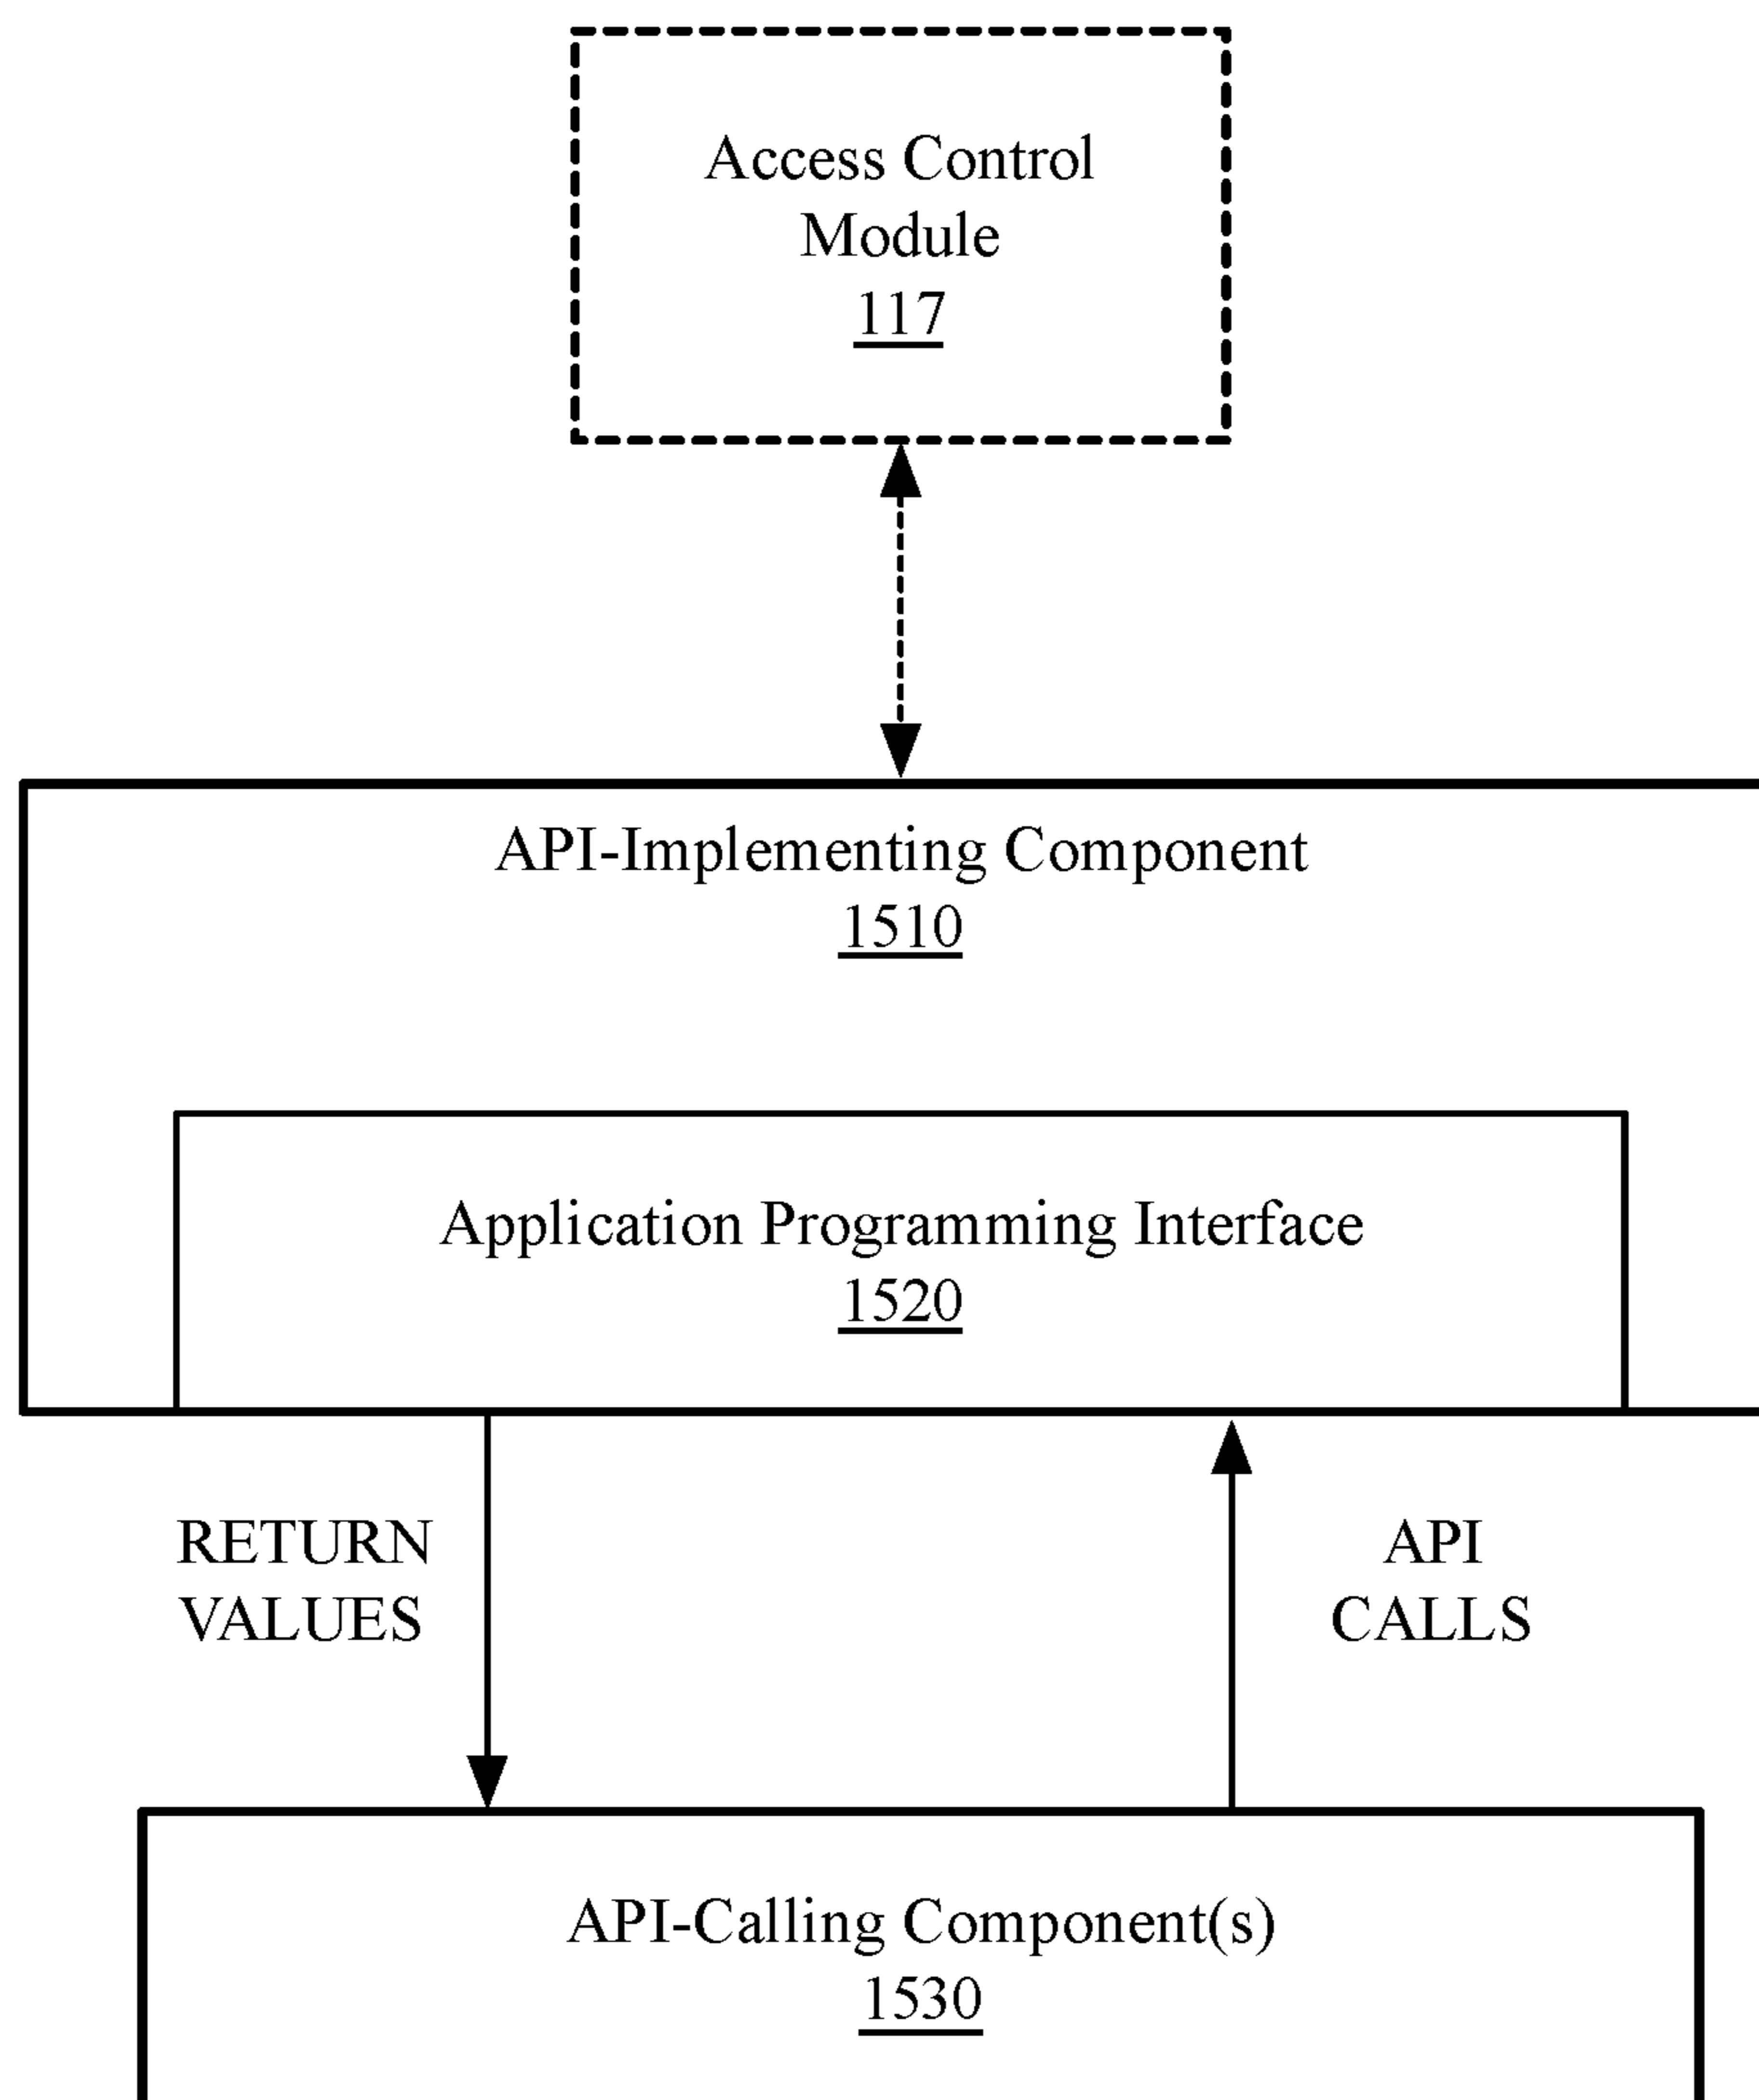 Access Control
Module
117
API-Implementing Component
1510
Application Programming Interface
1520
RETURN
VALUES
API
CALLS
API-Calling Component(s)
1530